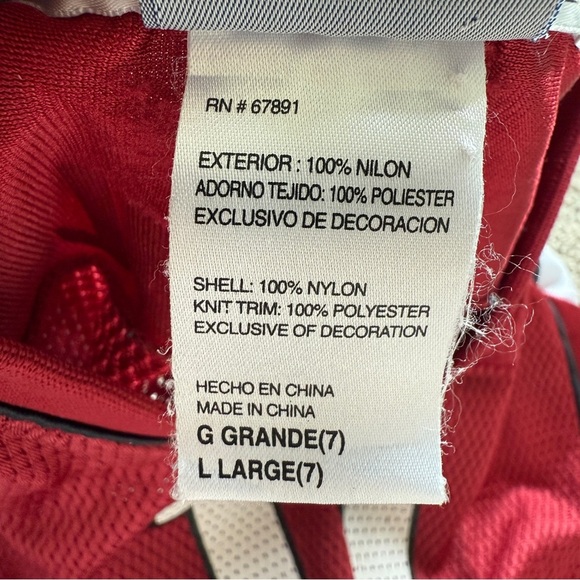 RN # 67891
EXTERIOR : 100% NILON
ADORNO TEJIDO: 100% POLIESTER
EXCLUSIVO DE DECORACION
SHELL: 100% NYLON
KNIT TRIM: 100% POLYESTER
EXCLUSIVE OF DECORATION
HECHO EN CHINA
MADE IN CHINA
G GRANDE(7)
L LARGE(7)